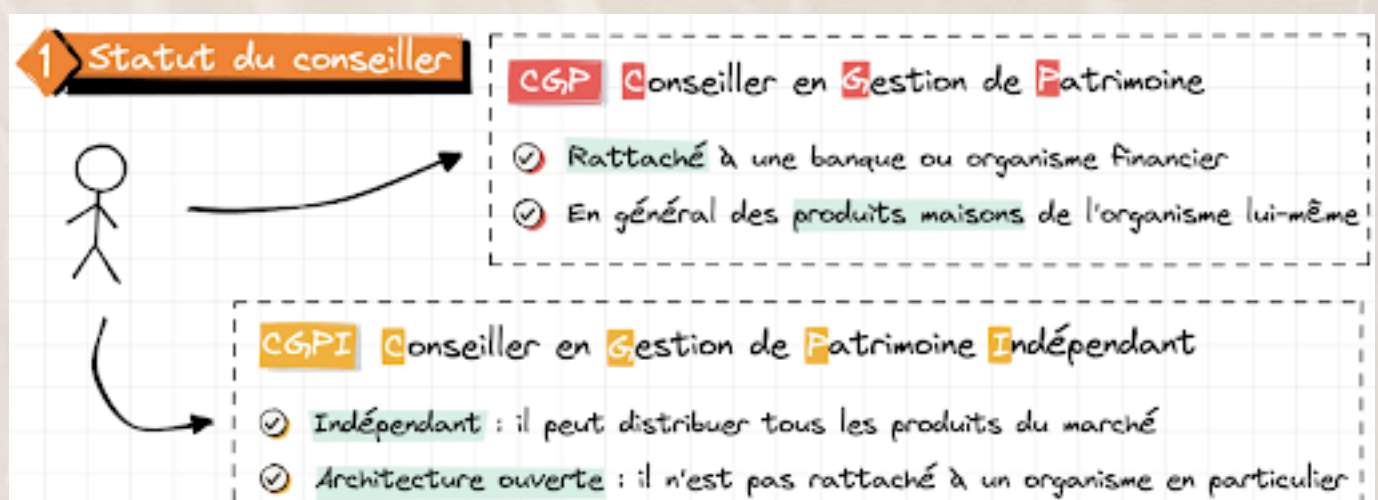 1 Statut du conseiller
CGP Conseiller en Gestion de Patrimoine
Rattaché à une banque ou organisme financier
En général des produits maisons de l'organisme lui-même
CGPI Conseiller en Gestion de Patrimoine Indépendant
Indépendant : il peut distribuer tous les produits du marché
Architecture ouverte : il n'est pas rattaché à un organisme en particulier